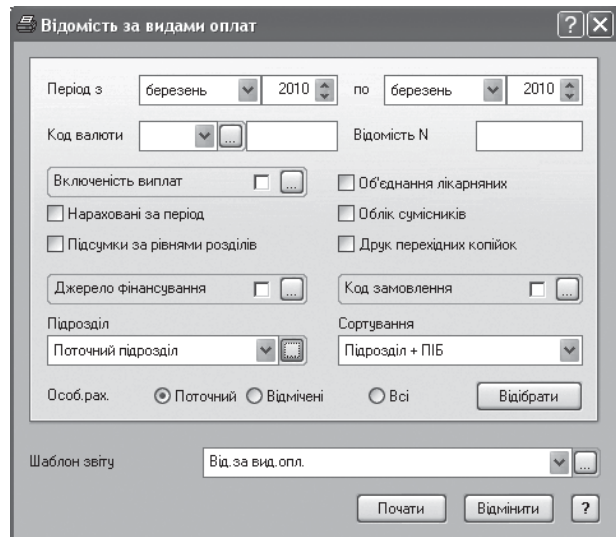 Відомість за видами оплат ? X
Період з березень 2010 по березень 2010
Код валюти ... Відомість N
Включеність виплат ... Об'єднання лікарняних
Нараховані за період Облік сумісників
Підсумки за рівнями розділів Друк перехідних копійок
Джерело фінансування ... Код замовлення ...
Підрозділ Сортування
Поточний підрозділ ... Підрозділ + ПІБ
Особ.рах. Поточний Відмічені Всі Відібрати
Шаблон звіту Від.за вид.опл. ...
Почати Відмінити ?